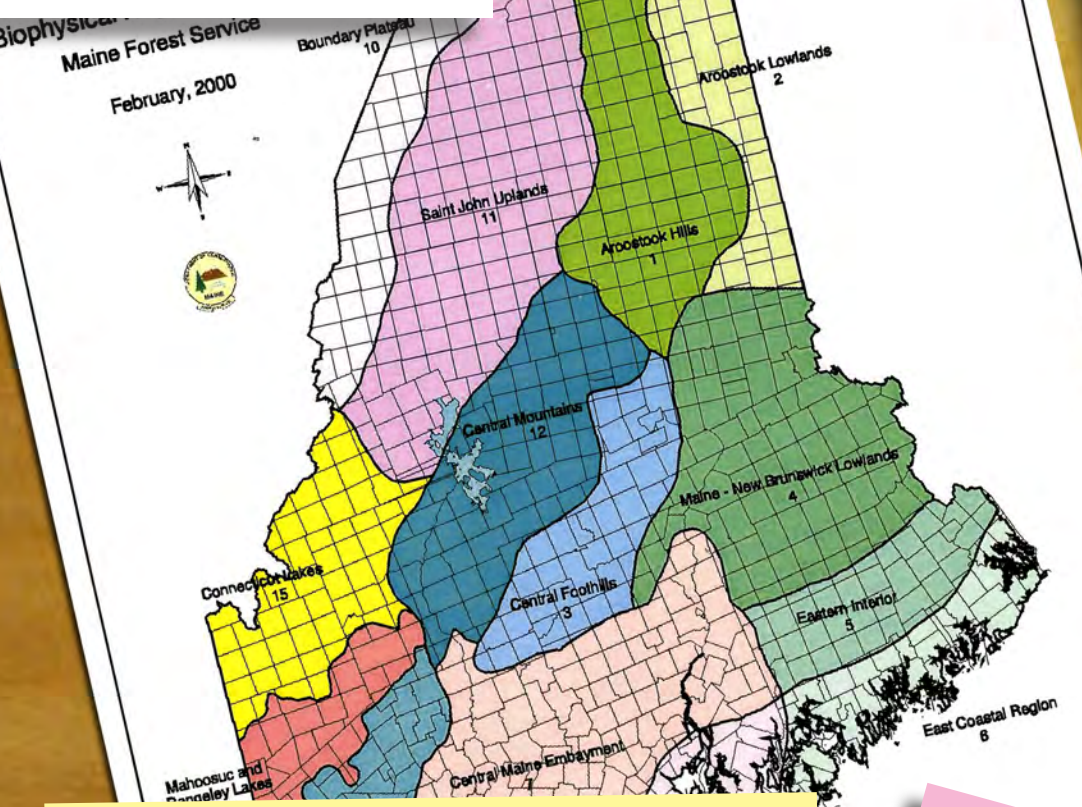 Biophysical
Maine Forest Service
February, 2000
N
W
E
S
MAINE
Boundary Plateau
10
Aroostook Lowlands
2
Saint John Uplands
11
Aroostook Hills
1
Central Mountains
12
Maine - New Brunswick Lowlands
4
Connecticut Lakes
15
Central Foothills
3
Eastern Interior
5
East Coastal Region
6
Mahoosuc and
Rangeley Lakes
Central Maine Embayment